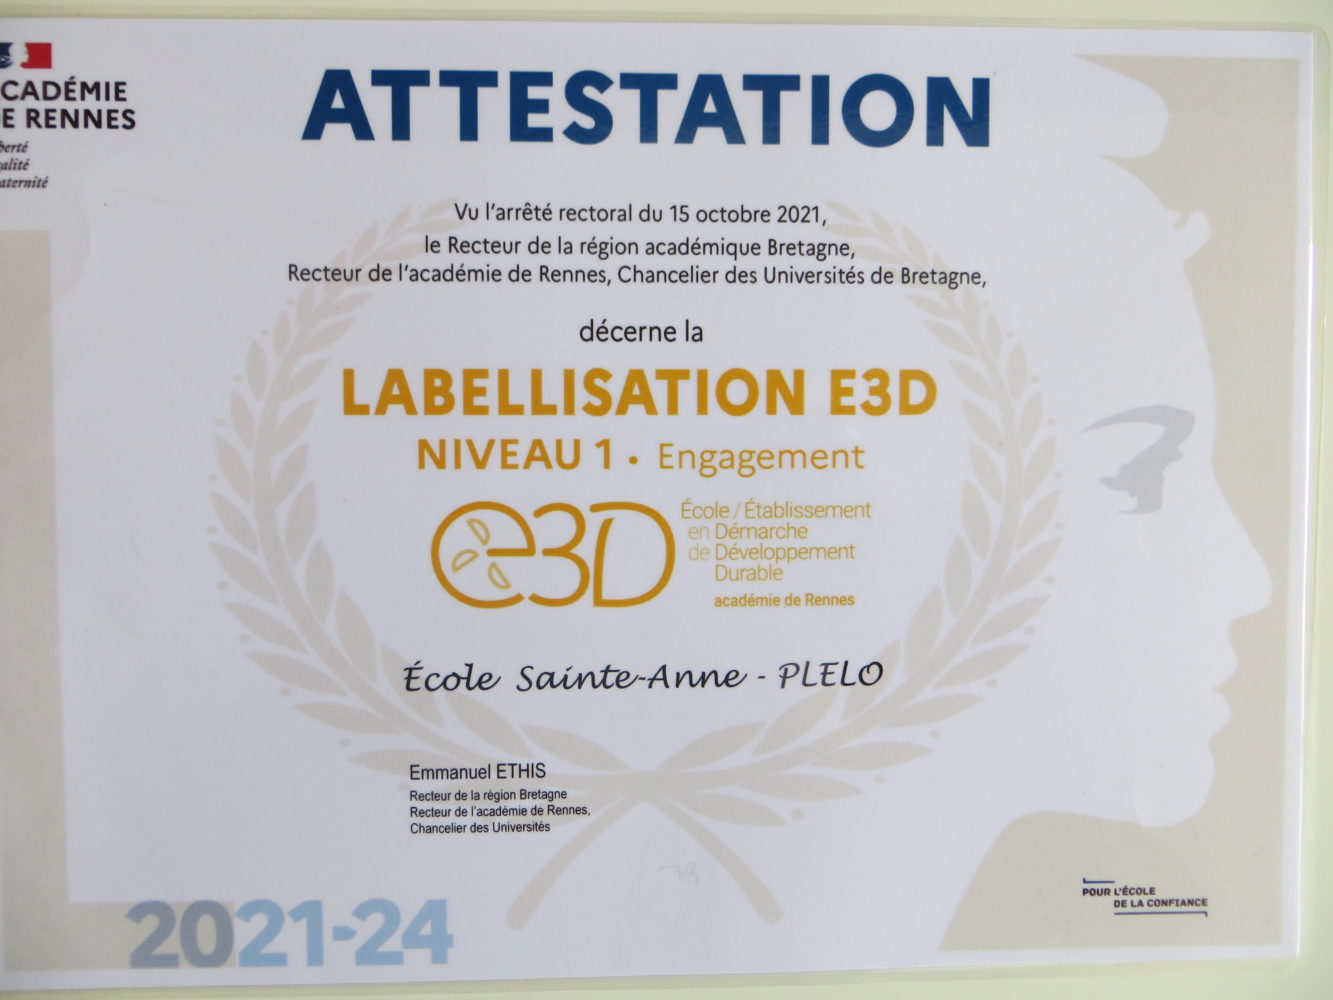 CADÉMIE
E RENNES
berté
alité
aternité
ATTESTATION
Vu l'arrêté rectoral du 15 octobre 2021,
le Recteur de la région académique Bretagne,
Recteur de l'académie de Rennes, Chancelier des Universités de Bretagne,
décerne la
LABELLISATION E3D
NIVEAU 1 • Engagement
e3D
École / Établissement
en Démarche
de Développement
Durable
académie de Rennes
École Sainte-Anne - PLELO
Emmanuel ETHIS
Recteur de la région Bretagne
Recteur de l'académie de Rennes,
Chancelier des Universités
2021-24
POUR L'ÉCOLE
DE LA CONFIANCE